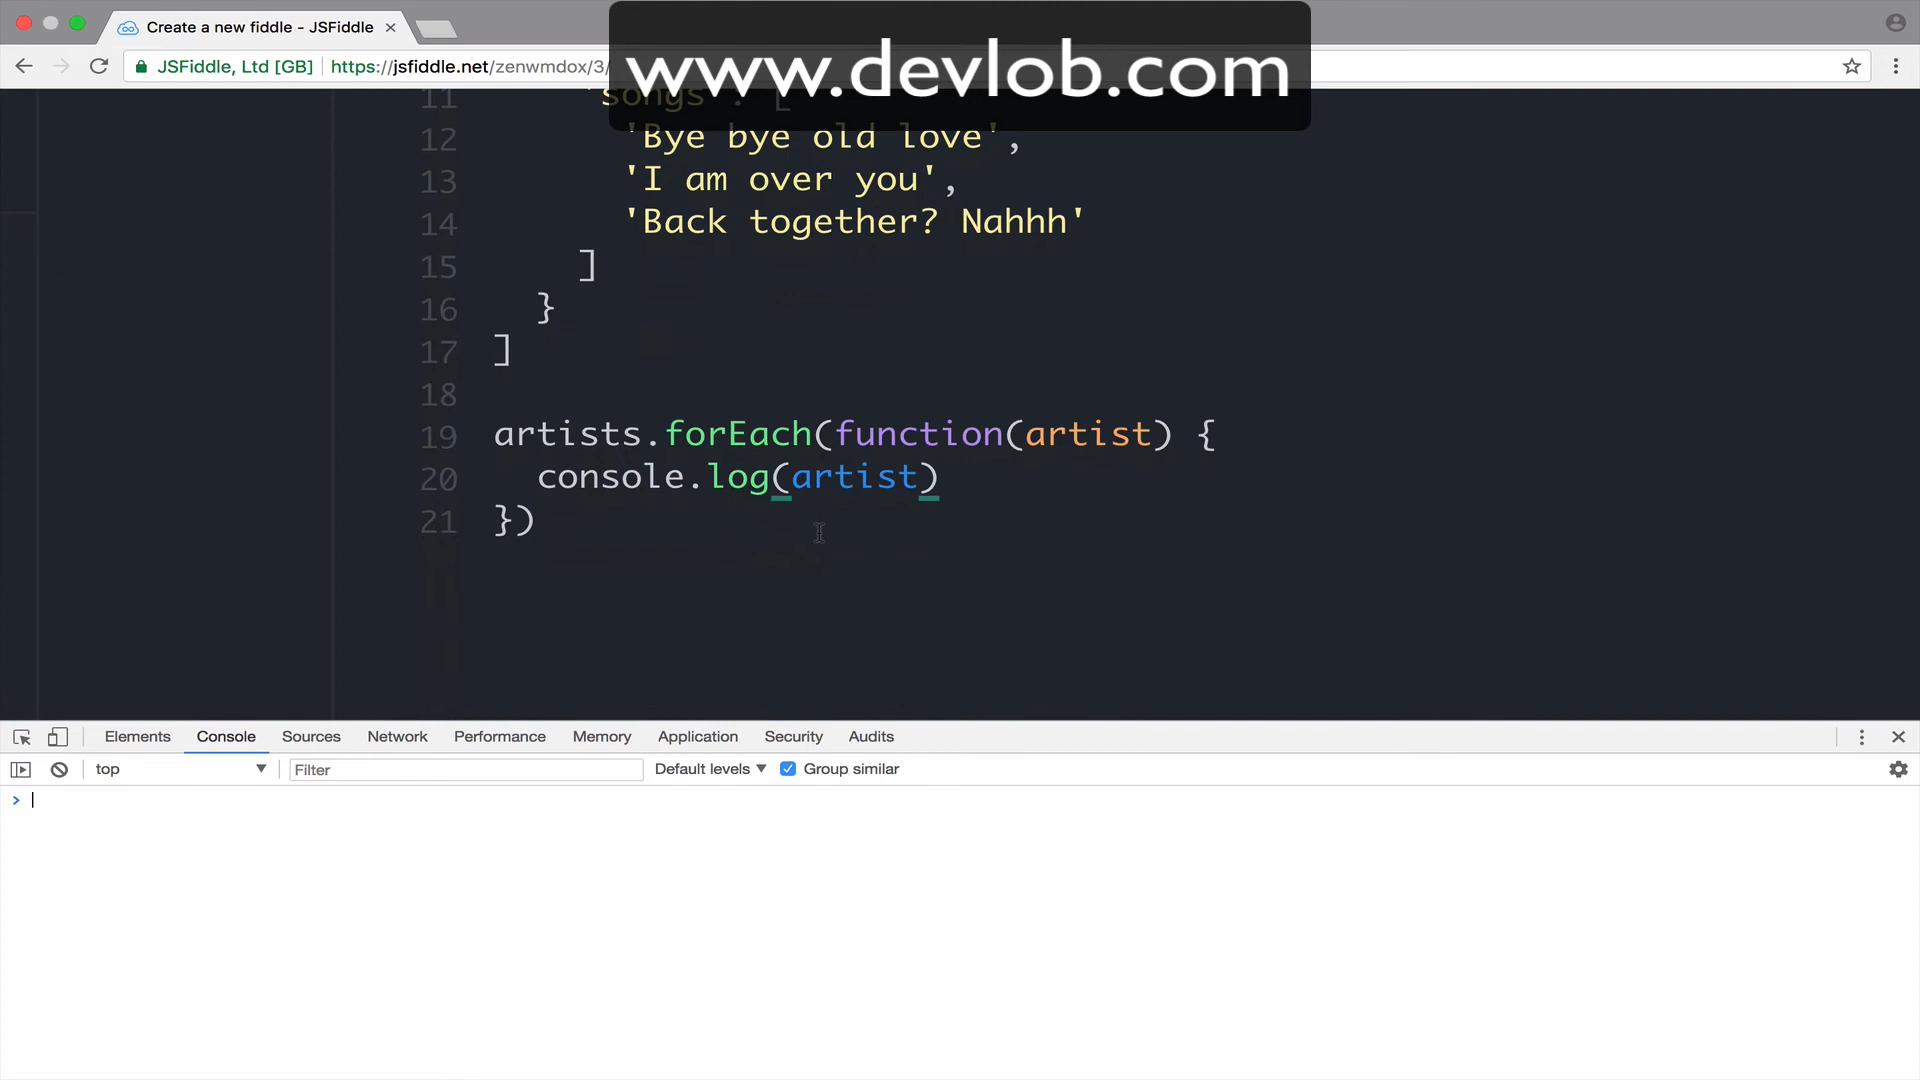 Create a new fiddle - JSFiddle
www.devlob.com
JSFiddle, Ltd [GB] https://jsfiddle.net/zenwmdox/3/
11 'songs': [
12 'Bye bye old love',
13 'I am over you',
14 'Back together? Nahhh'
15 ]
16 }
17 ]
18
19 artists.forEach(function(artist) {
20 console.log(artist)
21 })
Elements Console Sources Network Performance Memory Application Security Audits
top Filter Default levels Group similar